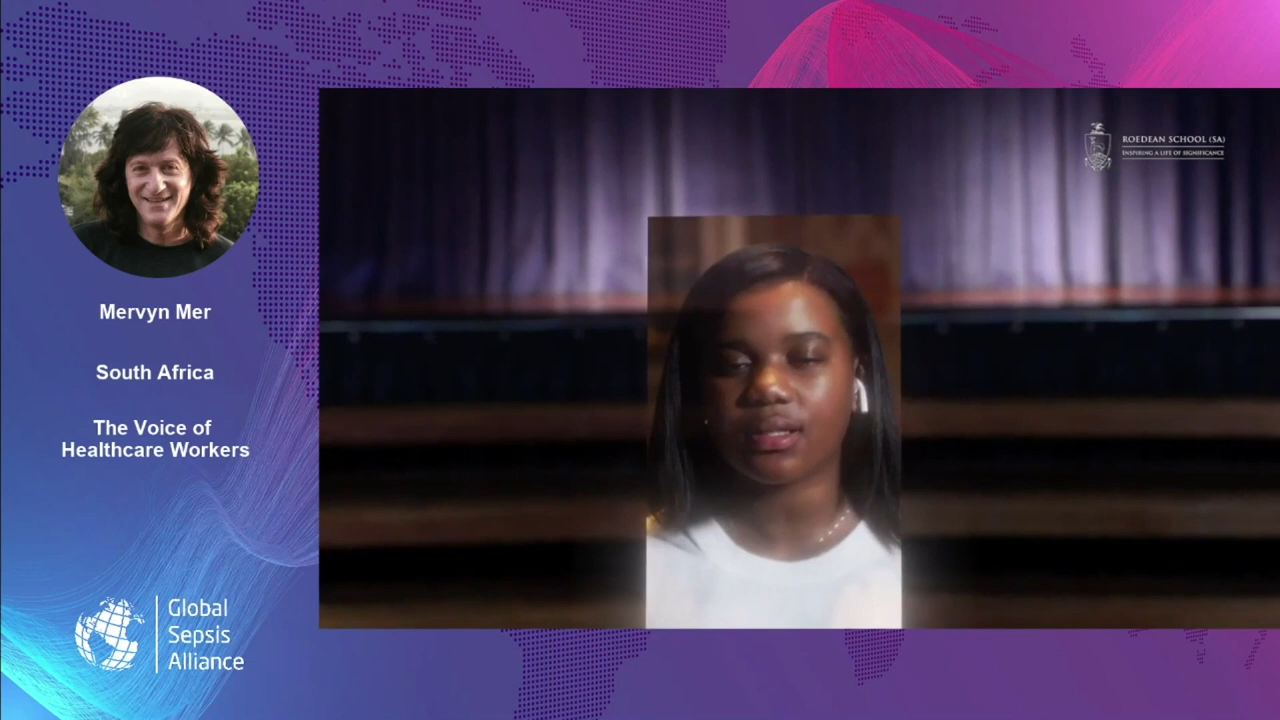 Mervyn Mer
South Africa
The Voice of
Healthcare Workers
Global
Sepsis
Alliance
ROEDEAN SCHOOL (SA)
INSPIRING A LIFE OF SIGNIFICANCE